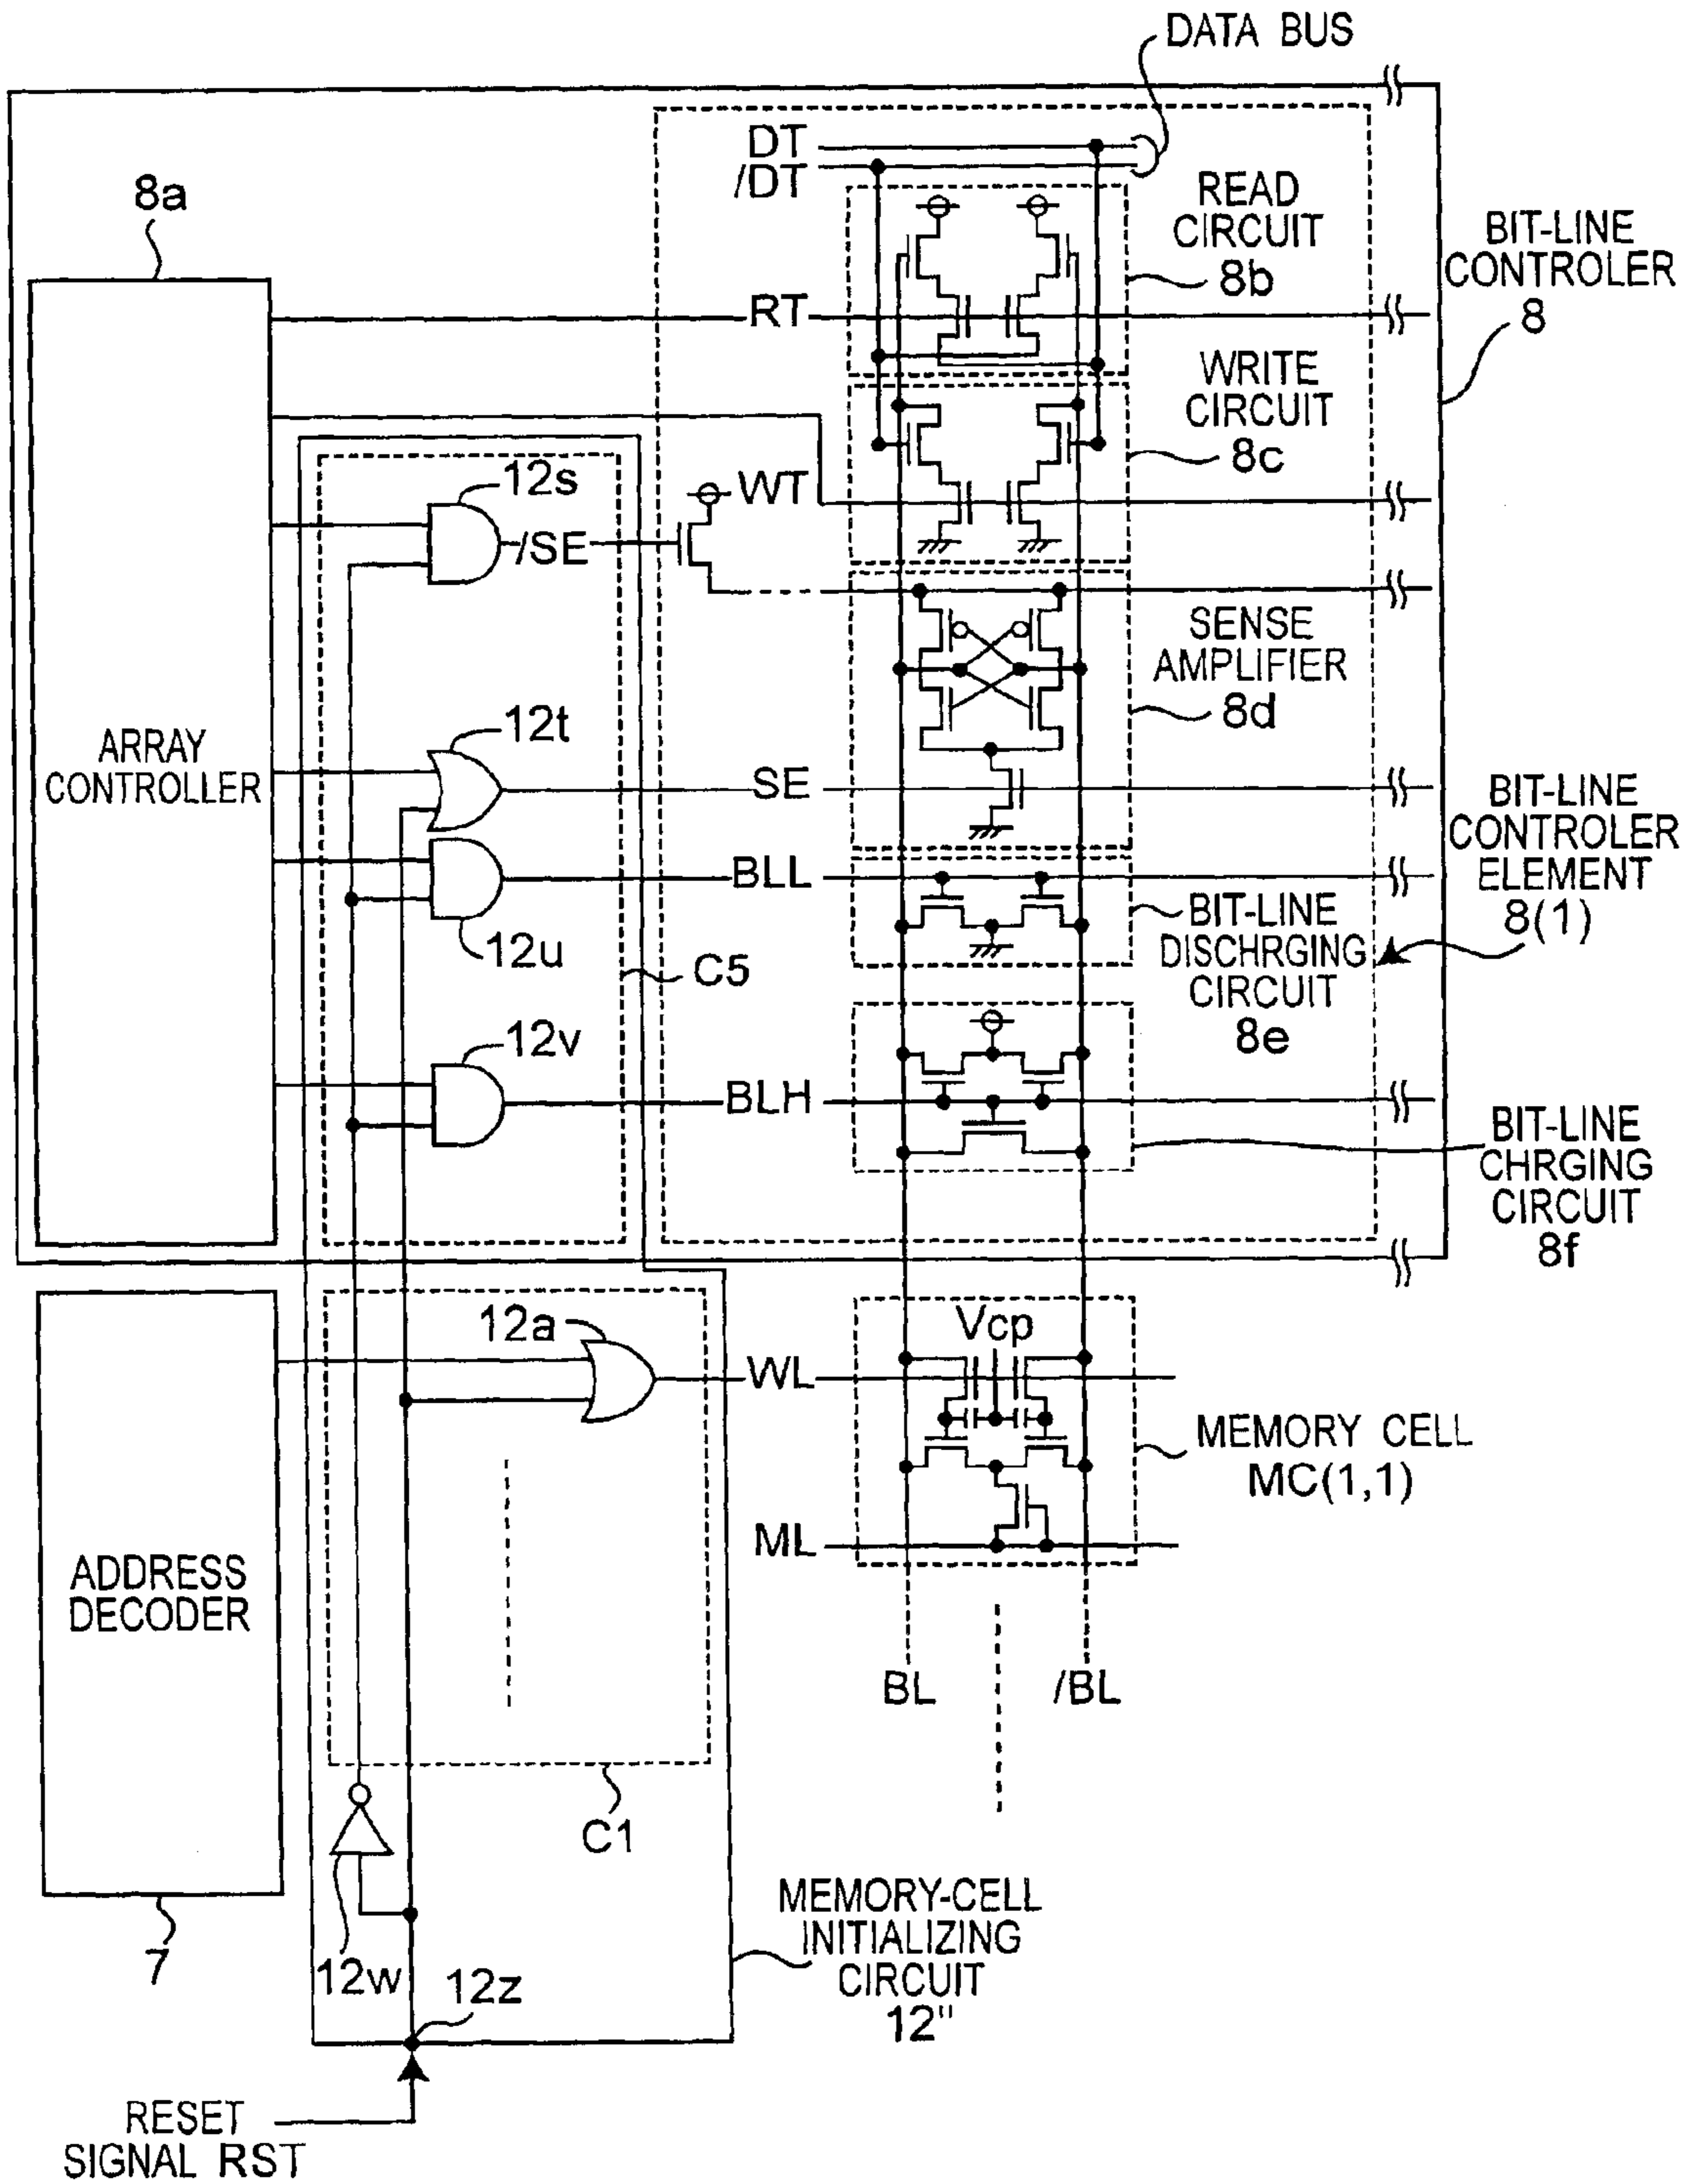 DATA BUS
DT
/DT
8a
READ
CIRCUIT
8b
BIT-LINE
CONTROLER
8
RT
WRITE
CIRCUIT
8c
12s
WT
/SE
SENSE
AMPLIFIER
8d
12t
ARRAY
CONTROLLER
SE
BIT-LINE
CONTROLER
ELEMENT
8(1)
BLL
BIT-LINE
DISCHRGING
CIRCUIT
8e
12u
C5
12v
BLH
BIT-LINE
CHRGING
CIRCUIT
8f
12a
Vcp
WL
MEMORY CELL
MC(1,1)
ML
ADDRESS
DECODER
BL
/BL
C1
7
12w
12z
MEMORY-CELL
INITIALIZING
CIRCUIT
12"
RESET
SIGNAL RST